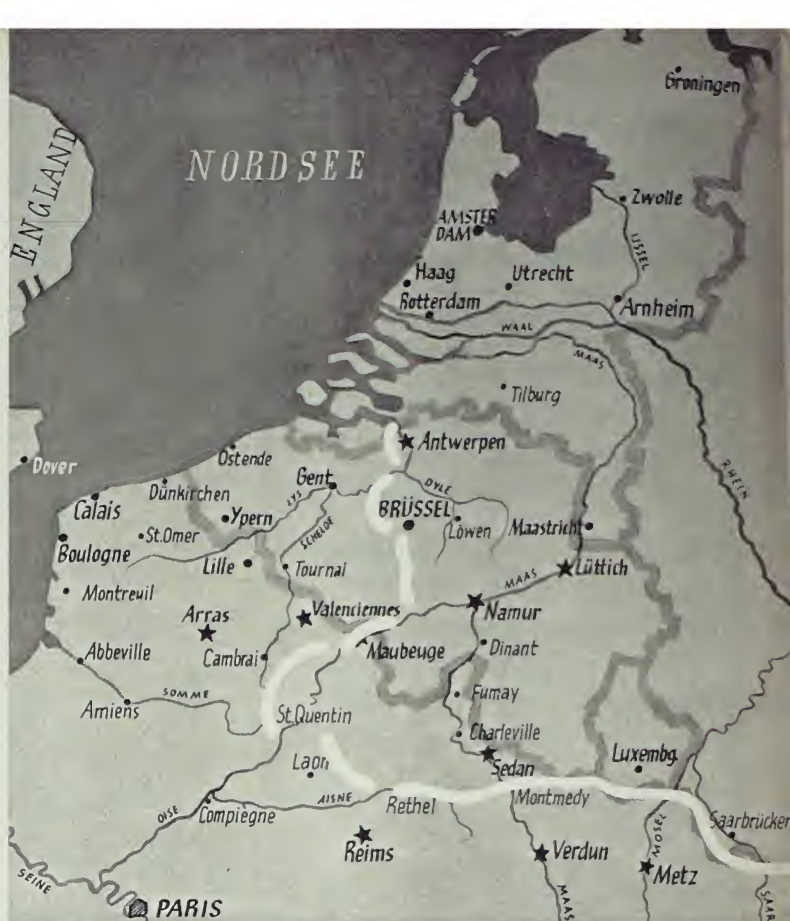 Groningen
NORDSEE
ENGLAND
Zwolle
AMSTER
DAM
IJSSEL
Haag
Utrecht
Rotterdam
Arnheim
WAAL
MAAS
Tilburg
RHEIN
Antwerpen
Dover
Ostende
Gent
DYLE
Dünkirchen
LYS
Calais
Ypern
BRÜSSEL
Löwen
Maastricht
St.Omer
SCHELDE
Boulogne
Lille
Tournai
Lüttich
MAAS
Montreuil
Valenciennes
Namur
Arras
Maubeuge
Dinant
Abbeville
Cambrai
SOMME
Fumay
Amiens
St.Quentin
Charleville
Laon
Sedan
Luxembg.
AISNE
Rethel
Montmedy
OISE
Compiègne
Saarbrücken
Reims
Verdun
MOSEL
Metz
SEINE
MAAS
SAAR
PARIS